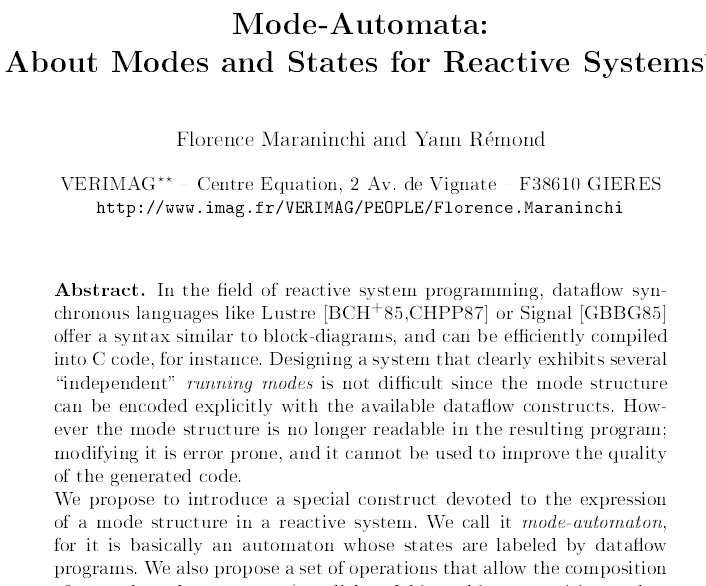 Mode-Automata:
About Modes and States for Reactive Systems
Florence Maraninchi and Yann Rémond
VERIMAG** – Centre Equation, 2 Av. de Vignate – F38610 GIERES
http://www.imag.fr/VERIMAG/PEOPLE/Florence.Maraninchi
Abstract. In the field of reactive system programming, dataflow syn-
chronous languages like Lustre [BCH+85,CHPP87] or Signal [GBBG85]
offer a syntax similar to block-diagrams, and can be efficiently compiled
into C code, for instance. Designing a system that clearly exhibits several
“independent” running modes is not difficult since the mode structure
can be encoded explicitly with the available dataflow constructs. How-
ever the mode structure is no longer readable in the resulting program;
modifying it is error prone, and it cannot be used to improve the quality
of the generated code.
We propose to introduce a special construct devoted to the expression
of a mode structure in a reactive system. We call it mode-automaton,
for it is basically an automaton whose states are labeled by dataflow
programs. We also propose a set of operations that allow the composition